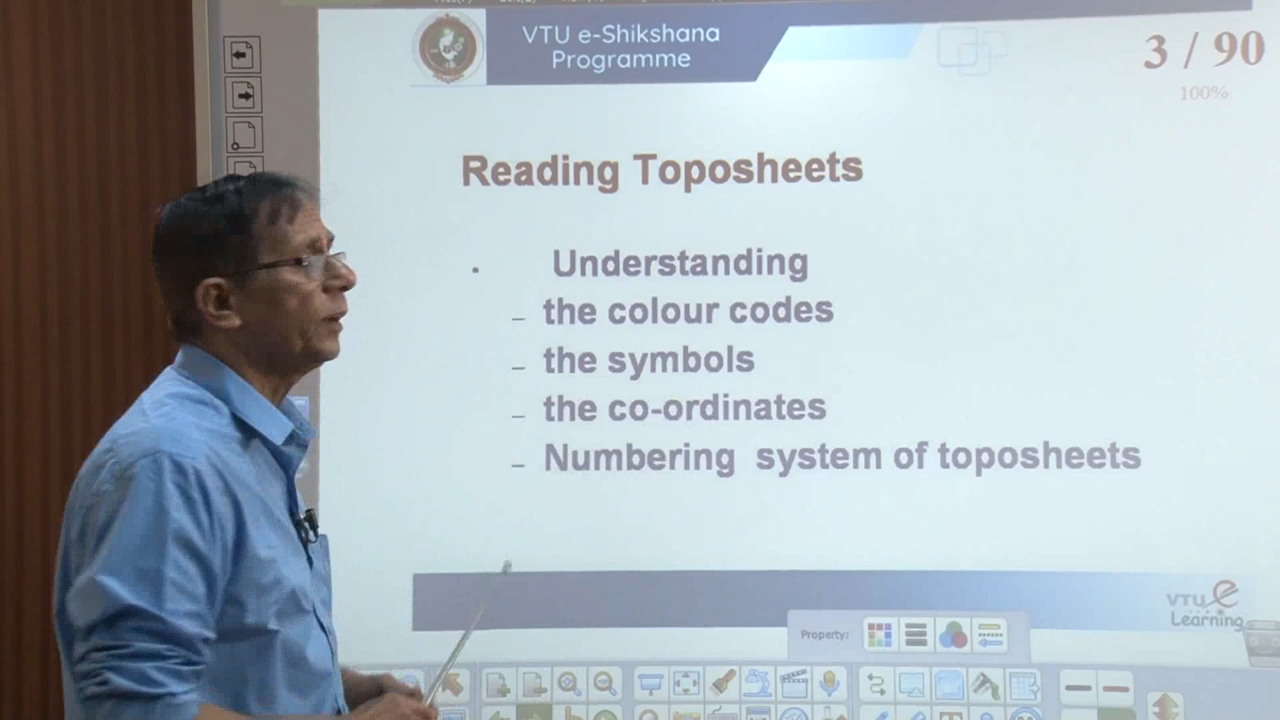 VTU e-Shikshana
Programme
3 / 90
100%
Reading Toposheets
. Understanding
– the colour codes
– the symbols
– the co-ordinates
– Numbering system of toposheets
VTU e
Learning
Property: